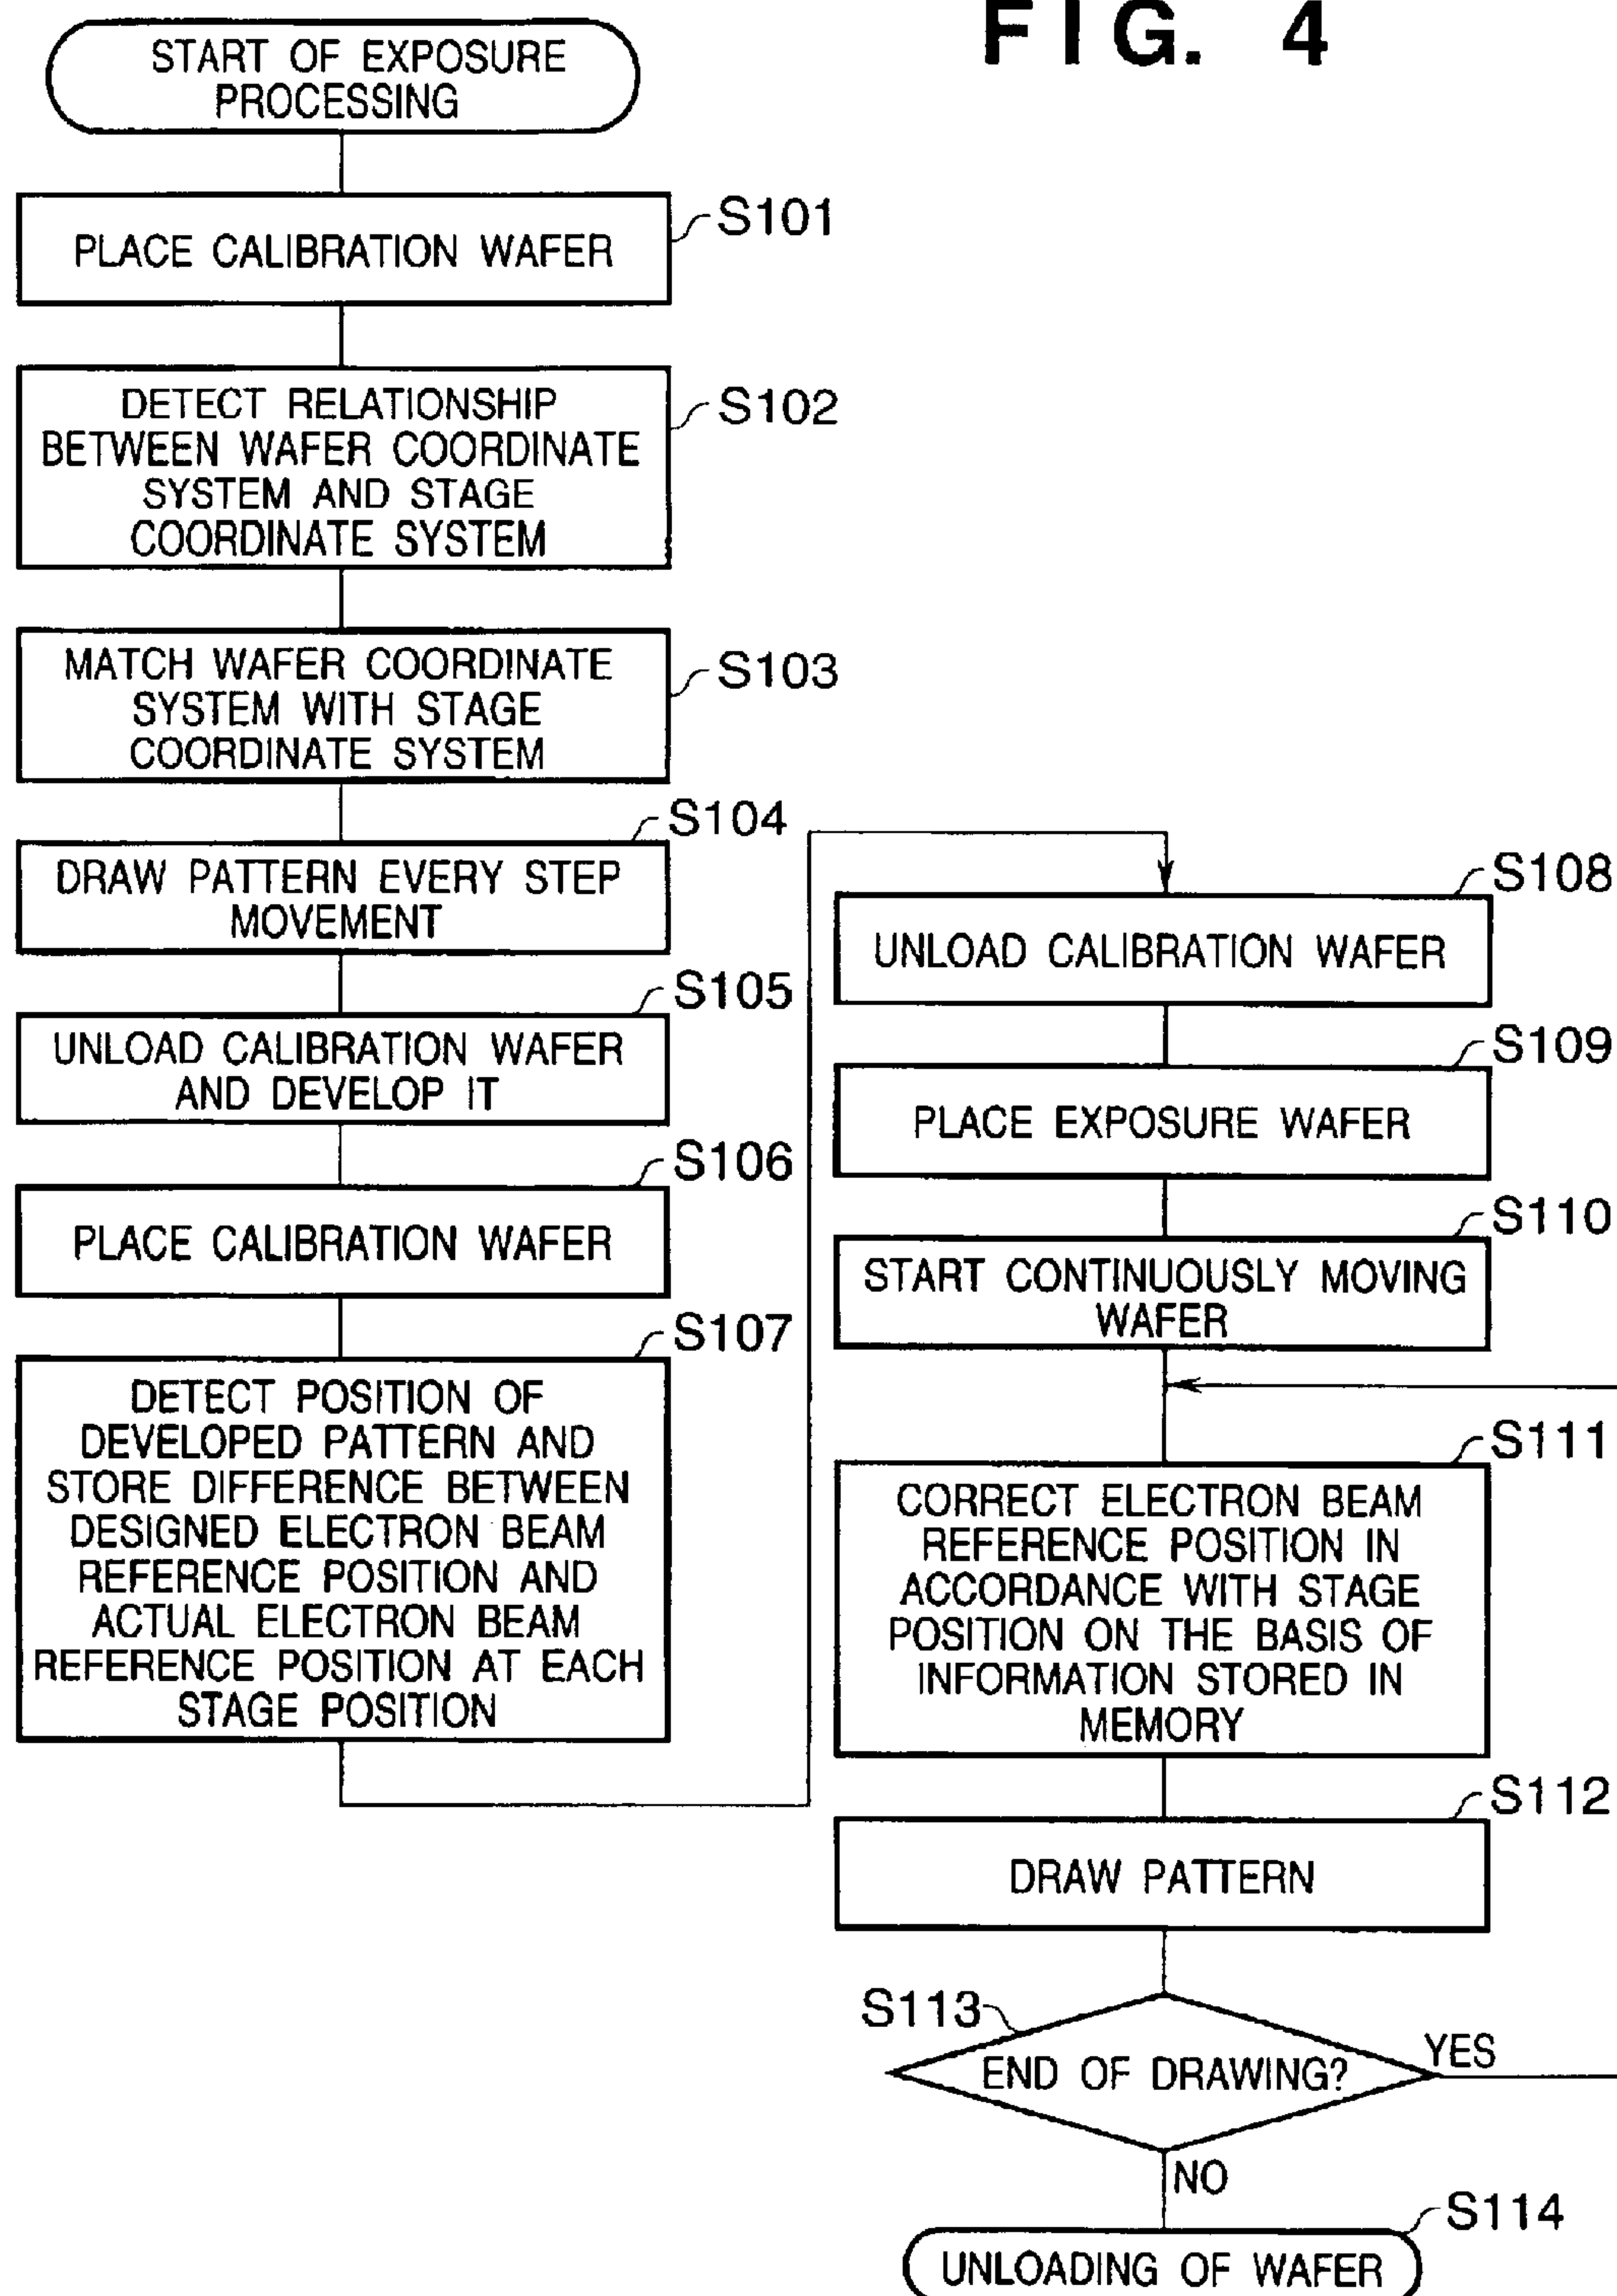 FIG. 4
START OF EXPOSURE
PROCESSING
S101
PLACE CALIBRATION WAFER
S102
DETECT RELATIONSHIP
BETWEEN WAFER COORDINATE
SYSTEM AND STAGE
COORDINATE SYSTEM
S103
MATCH WAFER COORDINATE
SYSTEM WITH STAGE
COORDINATE SYSTEM
S104
DRAW PATTERN EVERY STEP
MOVEMENT
S105
UNLOAD CALIBRATION WAFER
AND DEVELOP IT
S106
PLACE CALIBRATION WAFER
S107
DETECT POSITION OF
DEVELOPED PATTERN AND
STORE DIFFERENCE BETWEEN
DESIGNED ELECTRON BEAM
REFERENCE POSITION AND
ACTUAL ELECTRON BEAM
REFERENCE POSITION AT EACH
STAGE POSITION
S108
UNLOAD CALIBRATION WAFER
S109
PLACE EXPOSURE WAFER
S110
START CONTINUOUSLY MOVING
WAFER
S111
CORRECT ELECTRON BEAM
REFERENCE POSITION IN
ACCORDANCE WITH STAGE
POSITION ON THE BASIS OF
INFORMATION STORED IN
MEMORY
S112
DRAW PATTERN
S113
END OF DRAWING?
YES
NO
S114
UNLOADING OF WAFER